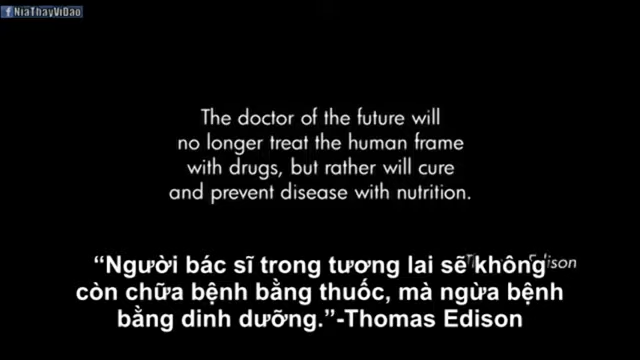 NiaThayViDao
The doctor of the future will
no longer treat the human frame
with drugs, but rather will cure
and prevent disease with nutrition.
Edison
“Người bác sĩ trong tương lai sẽ không
còn chữa bệnh bằng thuốc, mà ngừa bệnh
bằng dinh dưỡng.”-Thomas Edison